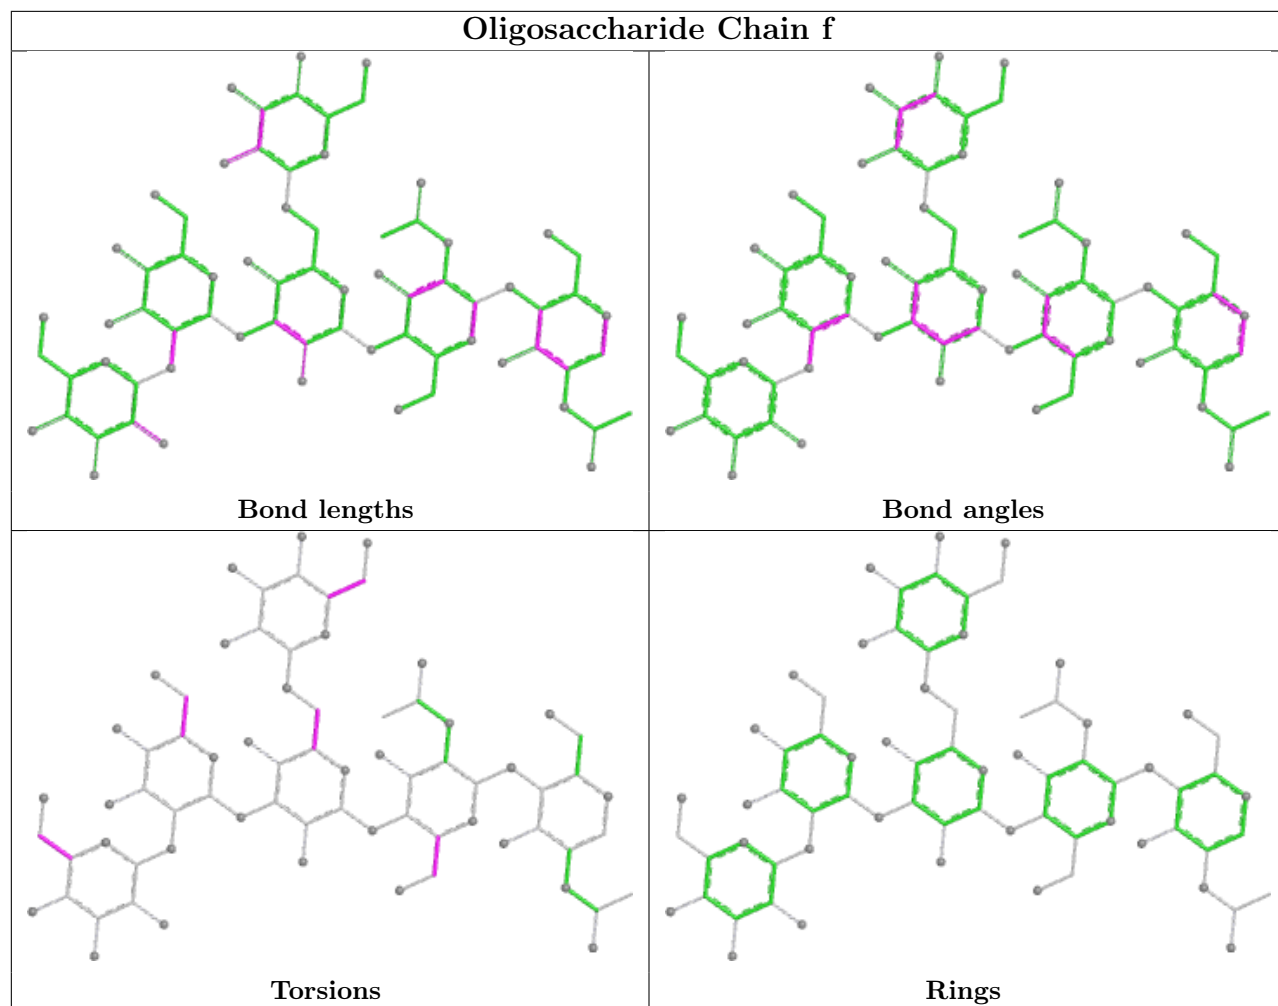 Oligosaccharide Chain f
Bond lengths
Bond angles
Torsions
Rings